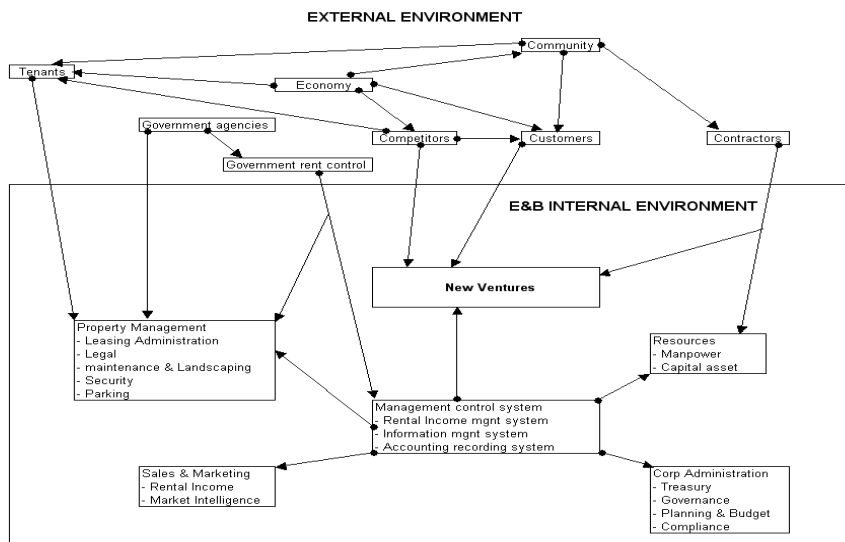 EXTERNAL ENVIRONMENT
Community
Tenants
Economy
Government agencies
Competitors
Customers
Contractors
Government rent control
E&B INTERNAL ENVIRONMENT
New Ventures
Property Management
- Leasing Administration
- Legal
- maintenance & Landscaping
- Security
- Parking
Resources
- Manpower
- Capital asset
Management control system
- Rental Income mgnt system
- Information mgnt system
- Accounting recording system
Sales & Marketing
- Rental Income
- Market Intelligence
Corp Administration
- Treasury
- Governance
- Planning & Budget
- Compliance